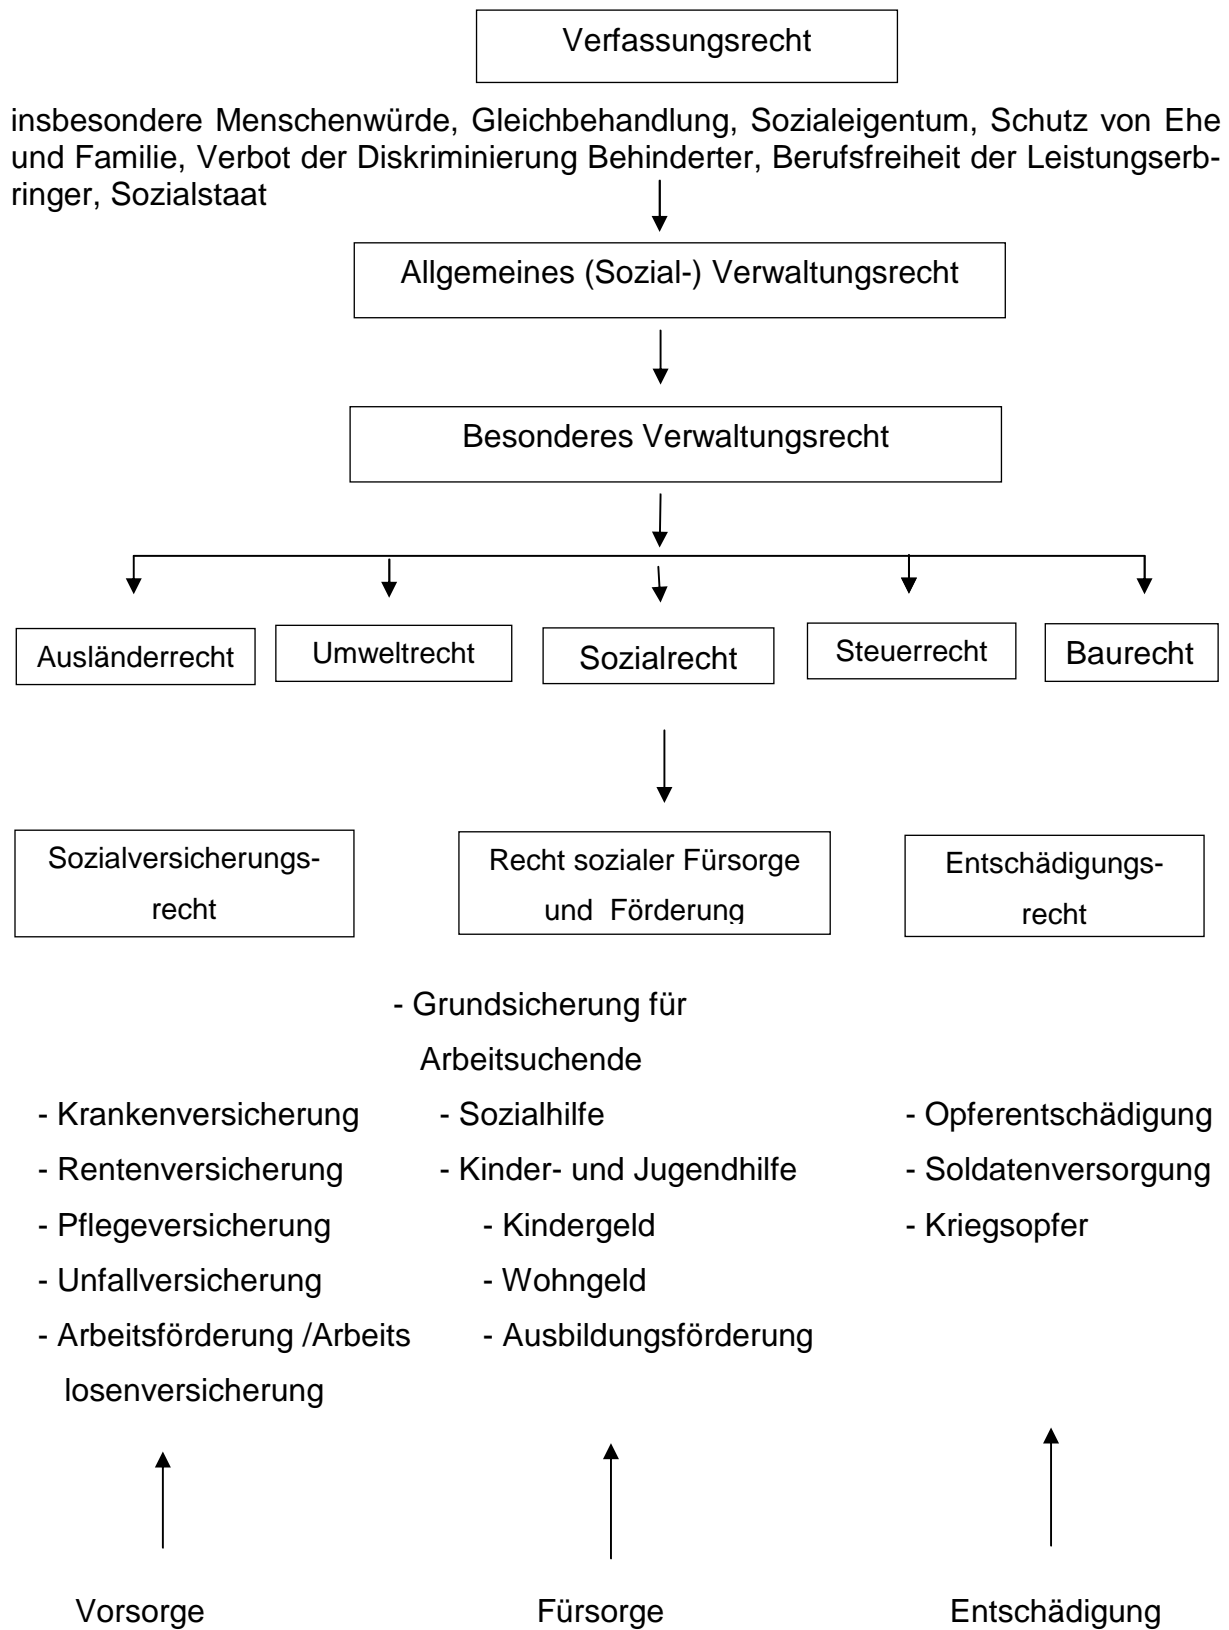 Verfassungsrecht
insbesondere Menschenwürde, Gleichbehandlung, Sozialeigentum, Schutz von Ehe
und Familie, Verbot der Diskriminierung Behinderter, Berufsfreiheit der Leistungserb-
ringer, Sozialstaat
Allgemeines (Sozial-) Verwaltungsrecht
Besonderes Verwaltungsrecht
Ausländerrecht
Umweltrecht
Sozialrecht
Steuerrecht
Baurecht
Sozialversicherungs-
recht
Recht sozialer Fürsorge
und Förderung
Entschädigungs-
recht
- Krankenversicherung
- Rentenversicherung
- Pflegeversicherung
- Unfallversicherung
- Arbeitsförderung /Arbeits
losenversicherung
- Grundsicherung für
Arbeitsuchende
- Sozialhilfe
- Kinder- und Jugendhilfe
- Kindergeld
- Wohngeld
- Ausbildungsförderung
- Opferentschädigung
- Soldatenversorgung
- Kriegsopfer
Vorsorge
Fürsorge
Entschädigung